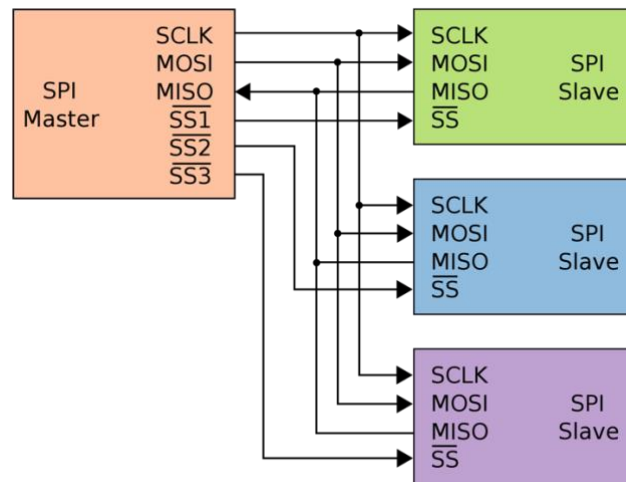 SCLK
MOSI
MISO
SS1
SS2
SS3
SPI
Master
SCLK
MOSI
MISO
SS
SPI
Slave
SCLK
MOSI
MISO
SS
SPI
Slave
SCLK
MOSI
MISO
SS
SPI
Slave